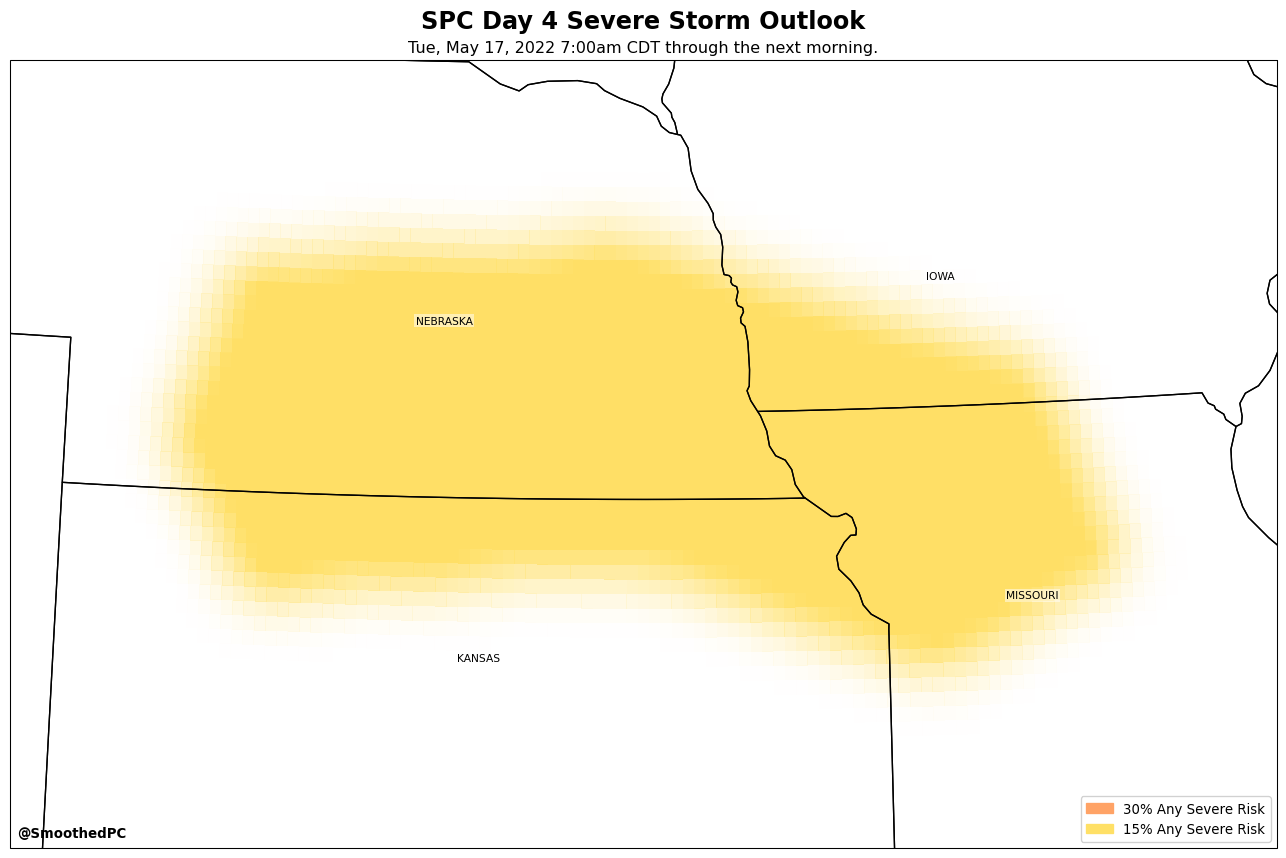 SPC Day 4 Severe Storm Outlook
Tue, May 17, 2022 7:00am CDT through the next morning.
IOWA
NEBRASKA
MISSOURI
KANSAS
30% Any Severe Risk
15% Any Severe Risk
@SmoothedPC